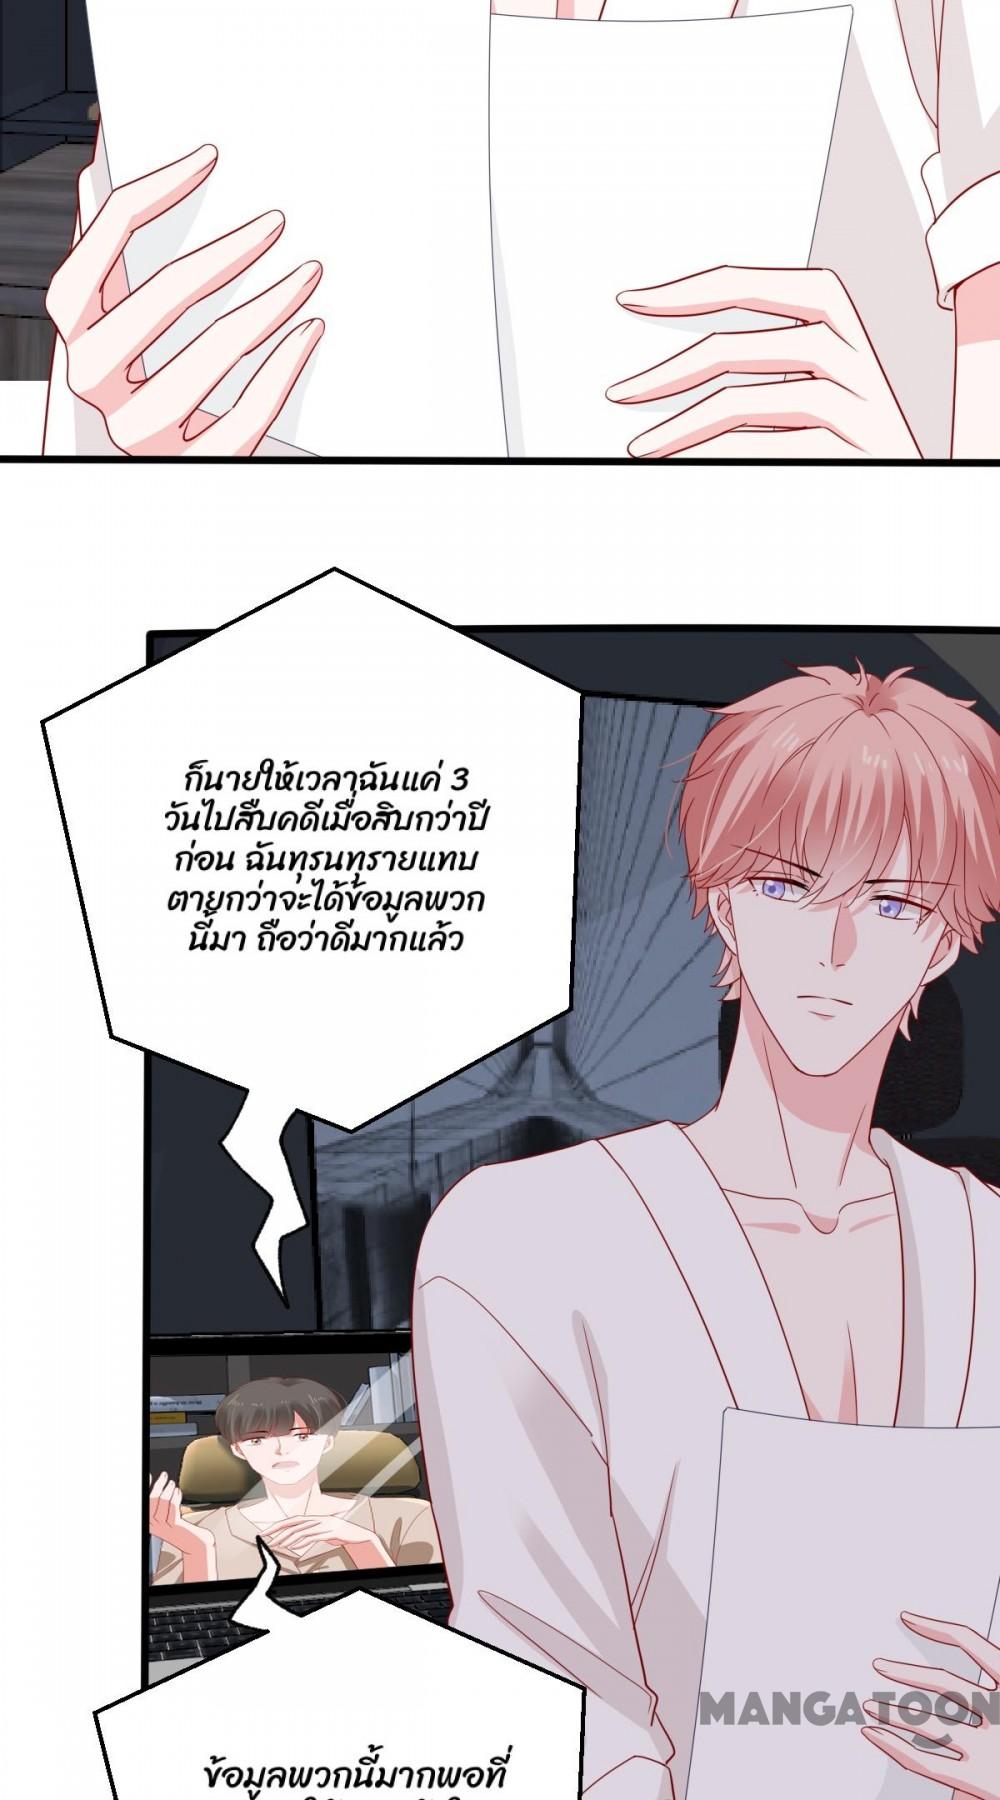 ก็นายให้เวลาฉันแค่ 3
วันไปสืบคดีเมื่อสิบกว่าปี
ก่อน ฉันทุรนทุรายแทบ
ตายกว่าจะได้ข้อมูลพวก
นี้มา ถือว่าดีมากแล้ว
MANGATOON
ข้อมูลพวกนี้มากพอที่